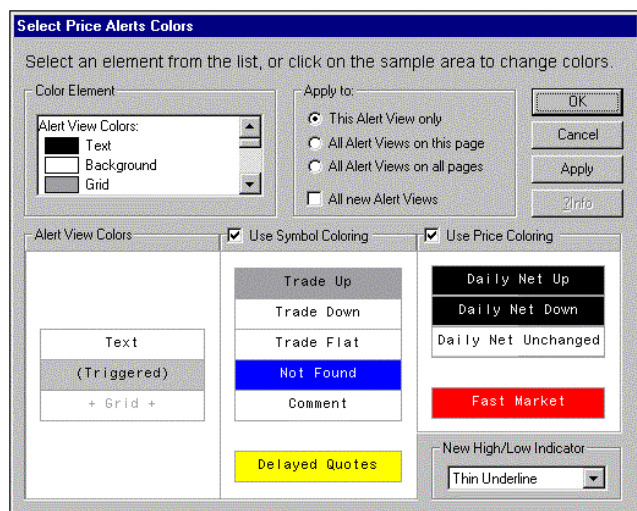 Select Price Alerts Colors
Select an element from the list, or click on the sample area to change colors.
Color Element
Alert View Colors:
Text
Background
Grid
Apply to:
This Alert View only
All Alert Views on this page
All Alert Views on all pages
All new Alert Views
OK
Cancel
Apply
?Info
Alert View Colors
Text
(Triggered)
+ Grid +
Use Symbol Coloring
Trade Up
Trade Down
Trade Flat
Not Found
Comment
Delayed Quotes
Use Price Coloring
Daily Net Up
Daily Net Down
Daily Net Unchanged
Fast Market
New High/Low Indicator
Thin Underline